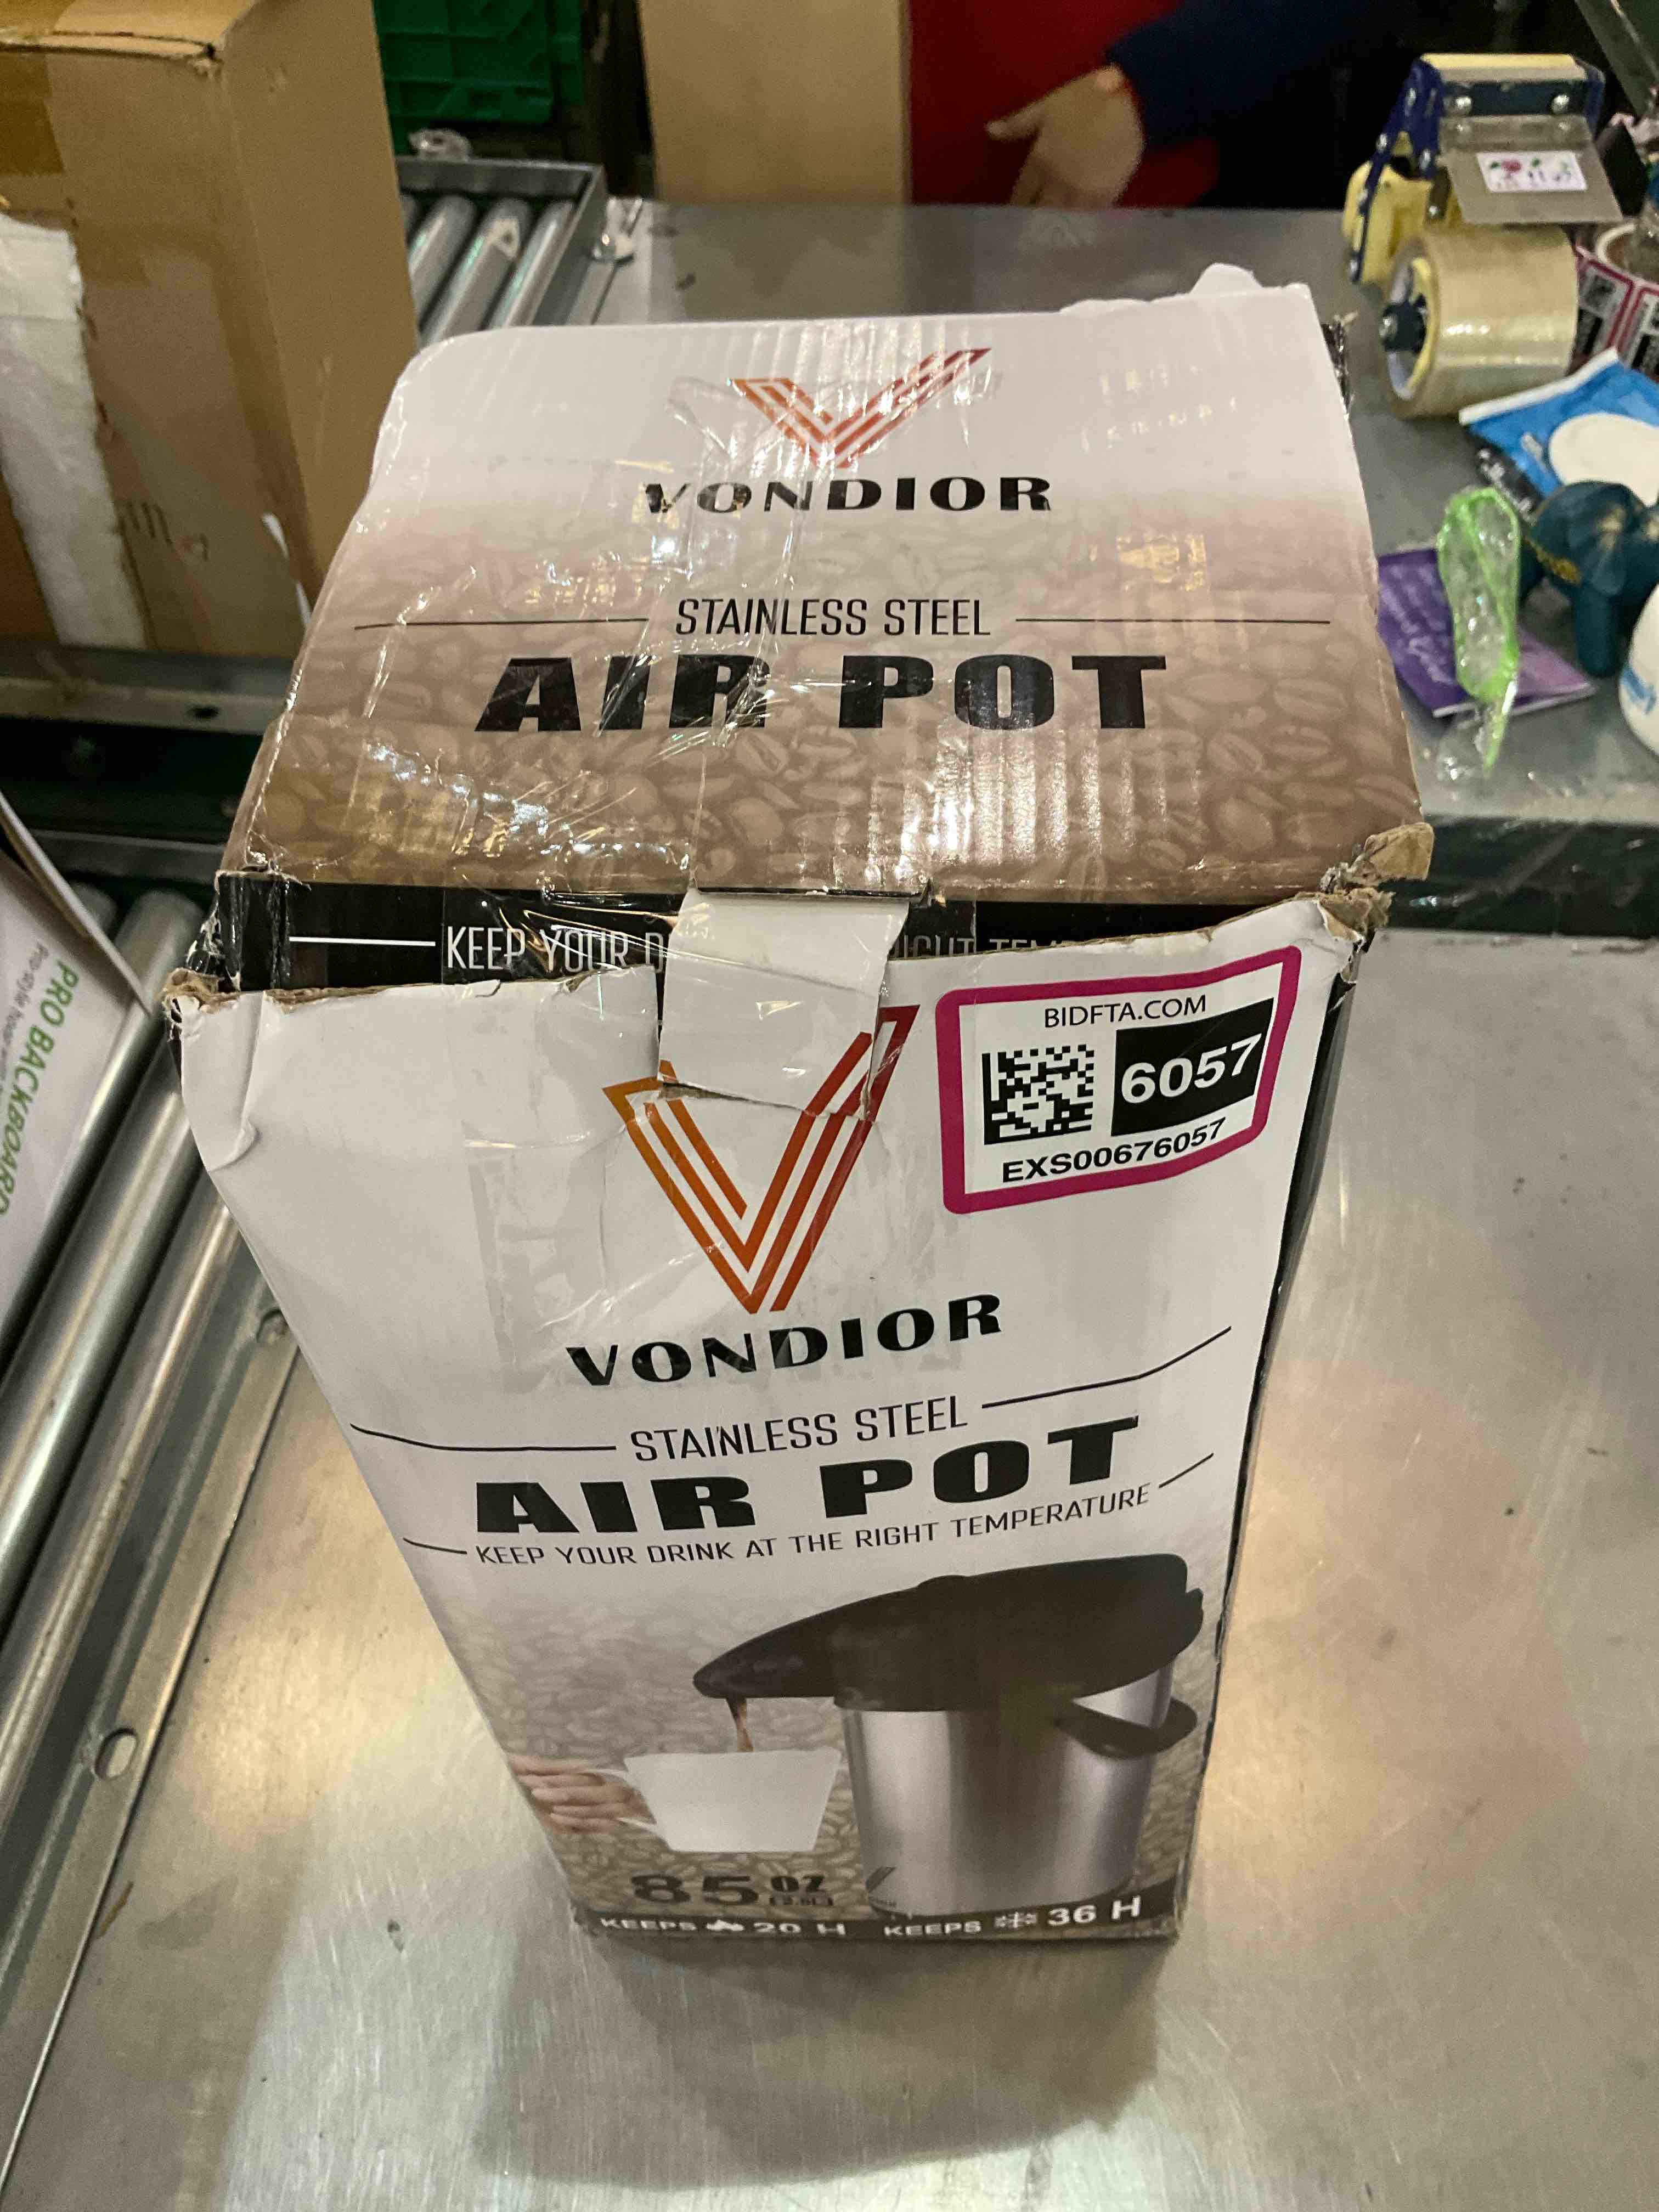 VONDIOR
STAINLESS STEEL
AIR POT
KEEP YOUR D
BIDFTA.COM
6057
EXS00676057
VONDIOR
STAINLESS STEEL
AIR POT
KEEP YOUR DRINK AT THE RIGHT TEMPERATURE
85 OZ
KEEPS 20 H KEEPS 36 H
PRO BACKBOARD